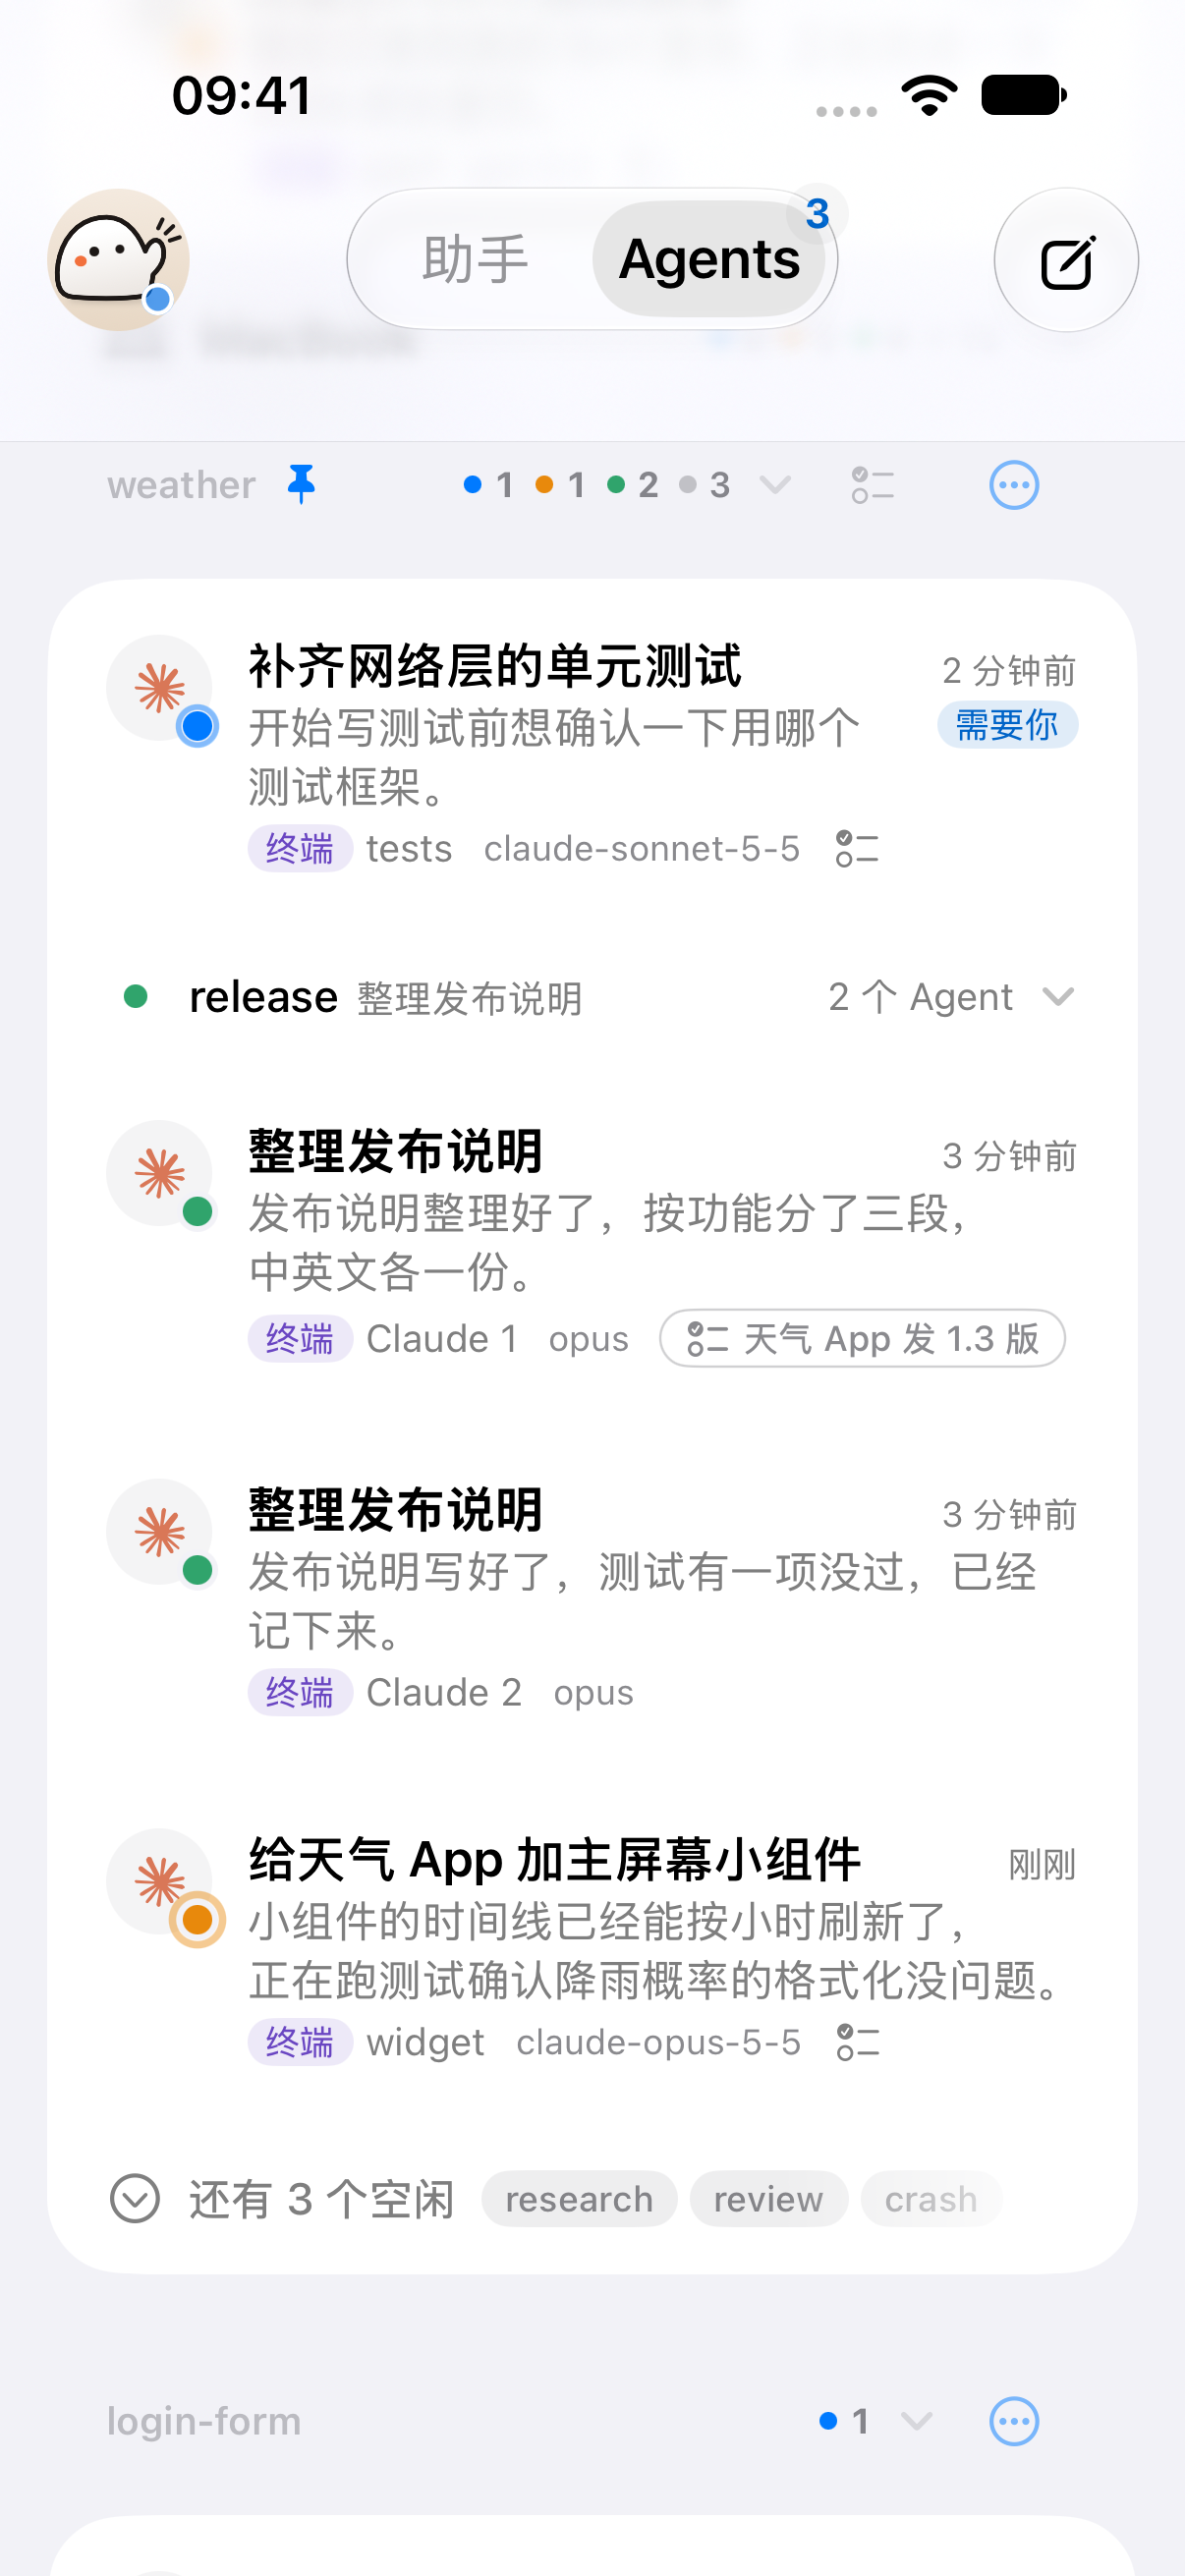 09:41
助手
Agents
3
weather
1
1
2
3
补齐网络层的单元测试
2 分钟前
开始写测试前想确认一下用哪个
需要你
测试框架。
终端 tests claude-sonnet-5-5
release 整理发布说明
2 个 Agent
整理发布说明
3 分钟前
发布说明整理好了，按功能分了三段，
中英文各一份。
终端 Claude 1 opus
天气 App 发 1.3 版
整理发布说明
3 分钟前
发布说明写好了，测试有一项没过，已经
记下来。
终端 Claude 2 opus
给天气 App 加主屏幕小组件
刚刚
小组件的时间线已经能按小时刷新了，
正在跑测试确认降雨概率的格式化没问题。
终端 widget claude-opus-5-5
还有 3 个空闲
research
review
crash
login-form
1